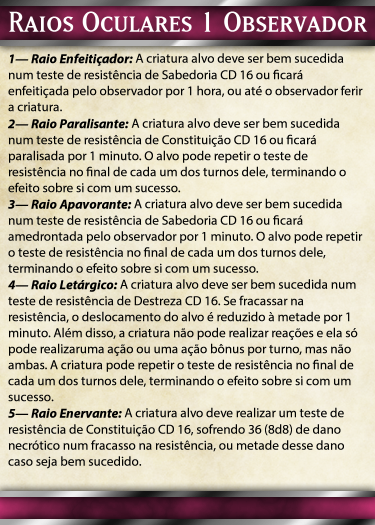 Raios Oculares 1 Observador
1— Raio Enfeitiçador: A criatura alvo deve ser bem sucedida
num teste de resistência de Sabedoria CD 16 ou ficará
enfeitiçada pelo observador por 1 hora, ou até o observador ferir
a criatura.
2— Raio Paralisante: A criatura alvo deve ser bem sucedida
num teste de resistência de Constituição CD 16 ou ficará
paralisada por 1 minuto. O alvo pode repetir o teste de
resistência no final de cada um dos turnos dele, terminando o
efeito sobre si com um sucesso.
3— Raio Apavorante: A criatura alvo deve ser bem sucedida
num teste de resistência de Sabedoria CD 16 ou ficará
amedrontada pelo observador por 1 minuto. O alvo pode repetir
o teste de resistência no final de cada um dos turnos dele,
terminando o efeito sobre si com um sucesso.
4— Raio Letárgico: A criatura alvo deve ser bem sucedida num
teste de resistência de Destreza CD 16. Se fracassar na
resistência, o deslocamento do alvo é reduzido à metade por 1
minuto. Além disso, a criatura não pode realizar reações e ela só
pode realizaruma ação ou uma ação bônus por turno, mas não
ambas. A criatura pode repetir o teste de resistência no final de
cada um dos turnos dele, terminando o efeito sobre si com um
sucesso.
5— Raio Enervante: A criatura alvo deve realizar um teste de
resistência de Constituição CD 16, sofrendo 36 (8d8) de dano
necrótico num fracasso na resistência, ou metade desse dano
caso seja bem sucedido.